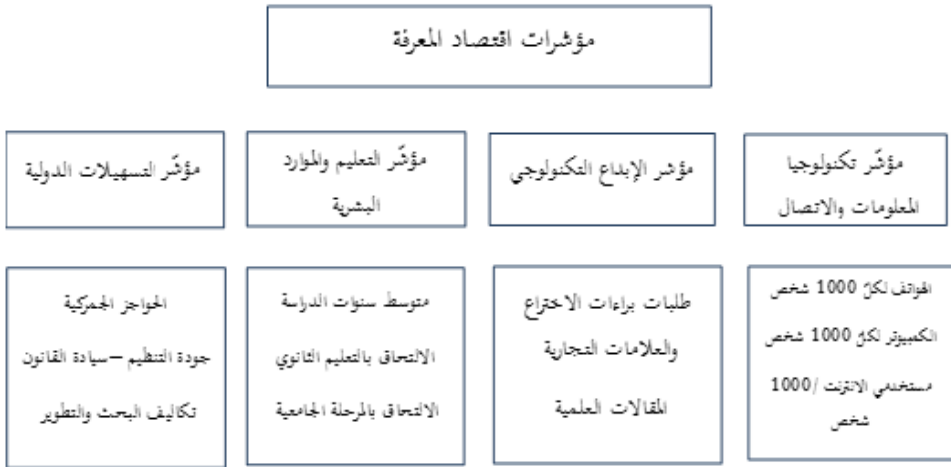 مؤشرات اقتصاد المعرفة
مؤشّر تكنولوجيا
المعلومات والاتصال
مؤشر الإبداع التكنولوجي
مؤشّر التعليم والموارد
البشرية
مؤشّر التسهيلات الدولية
الهواتف لكلّ 1000 شخص
الكمبيوتر لكلّ 1000 شخص
مستخدمي الانترنت /1000
شخص
طلبات براءات الاختراع
والعلامات التجارية
المقالات العلمية
متوسط سنوات الدراسة
الالتحاق بالتعليم الثانوي
الالتحاق بالمرحلة الجامعية
الحواجز الجمركية
جودة التنظيم –سيادة القانون
تكاليف البحث والتطوير